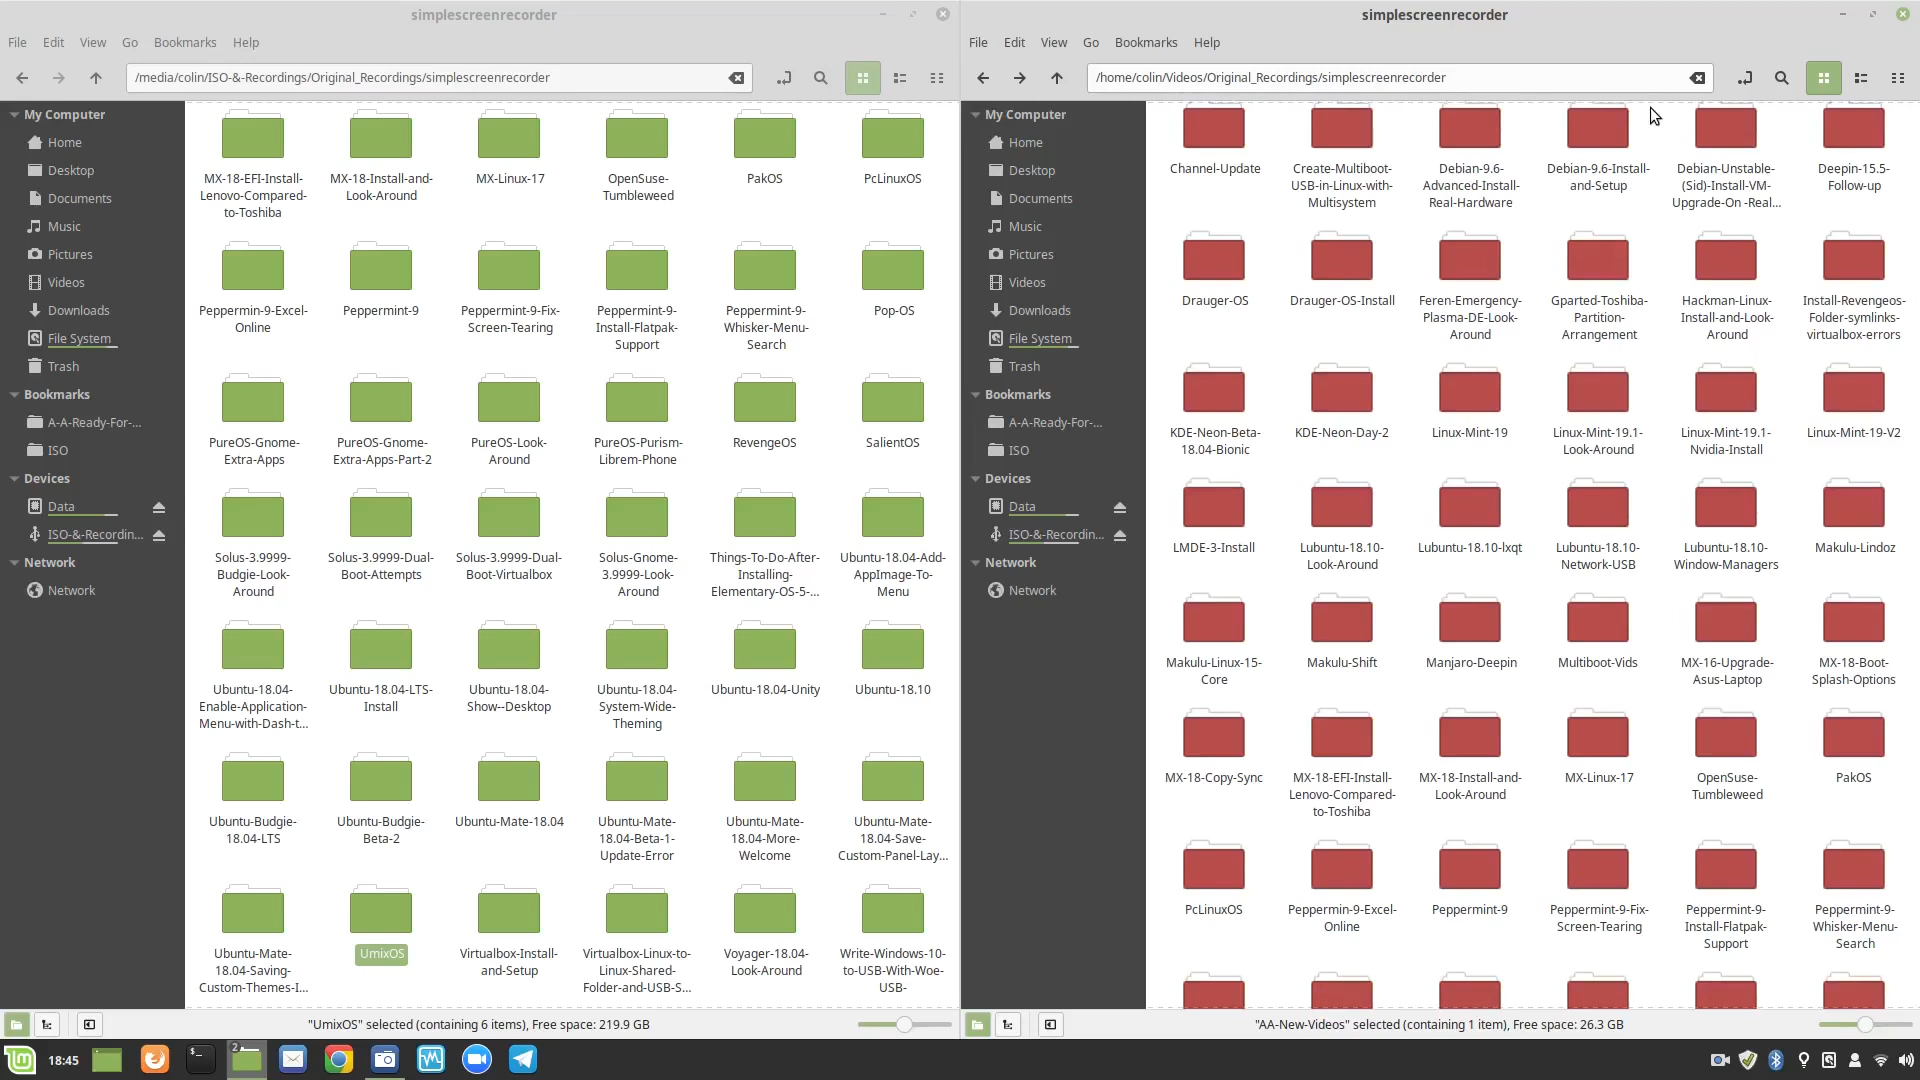 simplescreenrecorder
File Edit View Go Bookmarks Help
/media/colin/ISO-&-Recordings/Original_Recordings/simplescreenrecorder
My Computer
Home
Desktop
Documents
Music
Pictures
Videos
Downloads
File System
Trash
Bookmarks
A-A-Ready-For-...
ISO
Devices
Data
ISO-&-Recordin...
Network
Network
MX-18-EFI-Install-
Lenovo-Compared-
to-Toshiba
MX-18-Install-and-
Look-Around
MX-Linux-17
OpenSuse-
Tumbleweed
PakOS
PcLinuxOS
Peppermin-9-Excel-
Online
Peppermint-9
Peppermint-9-Fix-
Screen-Tearing
Peppermint-9-
Install-Flatpak-
Support
Peppermint-9-
Whisker-Menu-
Search
Pop-OS
PureOS-Gnome-
Extra-Apps
PureOS-Gnome-
Extra-Apps-Part-2
PureOS-Look-
Around
PureOS-Purism-
Librem-Phone
RevengeOS
SalientOS
Solus-3.9999-
Budgie-Look-
Around
Solus-3.9999-Dual-
Boot-Attempts
Solus-3.9999-Dual-
Boot-Virtualbox
Solus-Gnome-
3.9999-Look-
Around
Things-To-Do-After-
Installing-
Elementary-OS-5-...
Ubuntu-18.04-Add-
AppImage-To-
Menu
Ubuntu-18.04-
Enable-Application-
Menu-with-Dash-t...
Ubuntu-18.04-LTS-
Install
Ubuntu-18.04-
Show--Desktop
Ubuntu-18.04-
System-Wide-
Theming
Ubuntu-18.04-Unity
Ubuntu-18.10
Ubuntu-Budgie-
18.04-LTS
Ubuntu-Budgie-
Beta-2
Ubuntu-Mate-18.04
Ubuntu-Mate-
18.04-Beta-1-
Update-Error
Ubuntu-Mate-
18.04-More-
Welcome
Ubuntu-Mate-
18.04-Save-
Custom-Panel-Lay...
Ubuntu-Mate-
18.04-Saving-
Custom-Themes-I...
UmixOS
Virtualbox-Install-
and-Setup
Virtualbox-Linux-to-
Linux-Shared-
Folder-and-USB-S...
Voyager-18.04-
Look-Around
Write-Windows-10-
to-USB-With-Woe-
USB-
"UmixOS" selected (containing 6 items), Free space: 219.9 GB
simplescreenrecorder
File Edit View Go Bookmarks Help
/home/colin/Videos/Original_Recordings/simplescreenrecorder
My Computer
Home
Desktop
Documents
Music
Pictures
Videos
Downloads
File System
Trash
Bookmarks
A-A-Ready-For-...
ISO
Devices
Data
ISO-&-Recordin...
Network
Network
Channel-Update
Create-Multiboot-
USB-in-Linux-with-
Multisystem
Debian-9.6-
Advanced-Install-
Real-Hardware
Debian-9.6-Install-
and-Setup
Debian-Unstable-
(Sid)-Install-VM-
Upgrade-On -Real...
Deepin-15.5-
Follow-up
Drauger-OS
Drauger-OS-Install
Feren-Emergency-
Plasma-DE-Look-
Around
Gparted-Toshiba-
Partition-
Arrangement
Hackman-Linux-
Install-and-Look-
Around
Install-Revengeos-
Folder-symlinks-
virtualbox-errors
KDE-Neon-Beta-
18.04-Bionic
KDE-Neon-Day-2
Linux-Mint-19
Linux-Mint-19.1-
Look-Around
Linux-Mint-19.1-
Nvidia-Install
Linux-Mint-19-V2
LMDE-3-Install
Lubuntu-18.10-
Look-Around
Lubuntu-18.10-lxqt
Lubuntu-18.10-
Network-USB
Lubuntu-18.10-
Window-Managers
Makulu-Lindoz
Makulu-Linux-15-
Core
Makulu-Shift
Manjaro-Deepin
Multiboot-Vids
MX-16-Upgrade-
Asus-Laptop
MX-18-Boot-
Splash-Options
MX-18-Copy-Sync
MX-18-EFI-Install-
Lenovo-Compared-
to-Toshiba
MX-18-Install-and-
Look-Around
MX-Linux-17
OpenSuse-
Tumbleweed
PakOS
PcLinuxOS
Peppermin-9-Excel-
Online
Peppermint-9
Peppermint-9-Fix-
Screen-Tearing
Peppermint-9-
Install-Flatpak-
Support
Peppermint-9-
Whisker-Menu-
Search
"AA-New-Videos" selected (containing 1 item), Free space: 26.3 GB
18:45
2